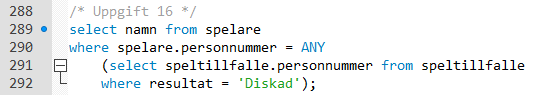 288 /* Uppgift 16 */
289 select namn from spelare
290 where spelare.personnummer = ANY
291 (select speltillfalle.personnummer from speltillfalle
292 where resultat = 'Diskad');